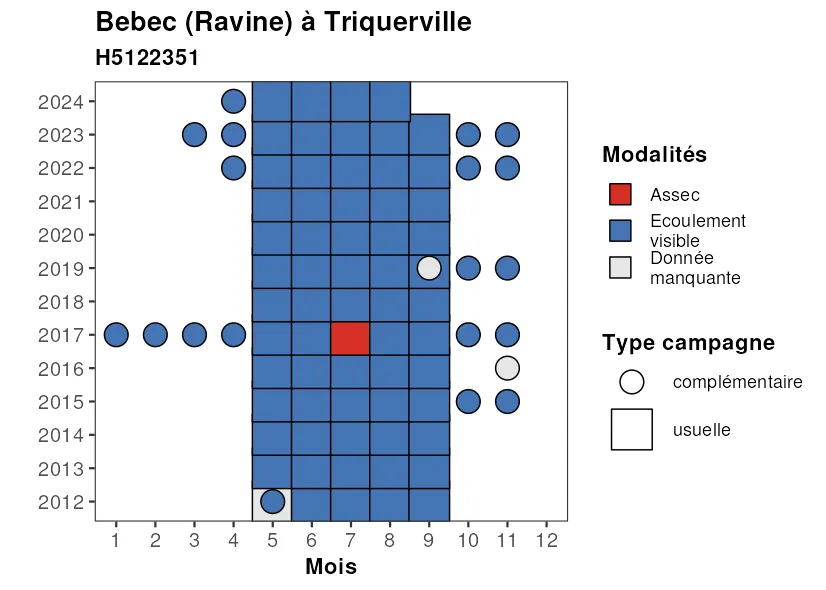 Bebec (Ravine) à Triquerville
H5122351
2024
2023
2022
2021
2020
2019
2018
2017
2016
2015
2014
2013
2012
1 2 3 4 5 6 7 8 9 10 11 12
Mois
Modalités
Assec
Ecoulement
visible
Donnée
manquante
Type campagne
complémentaire
usuelle